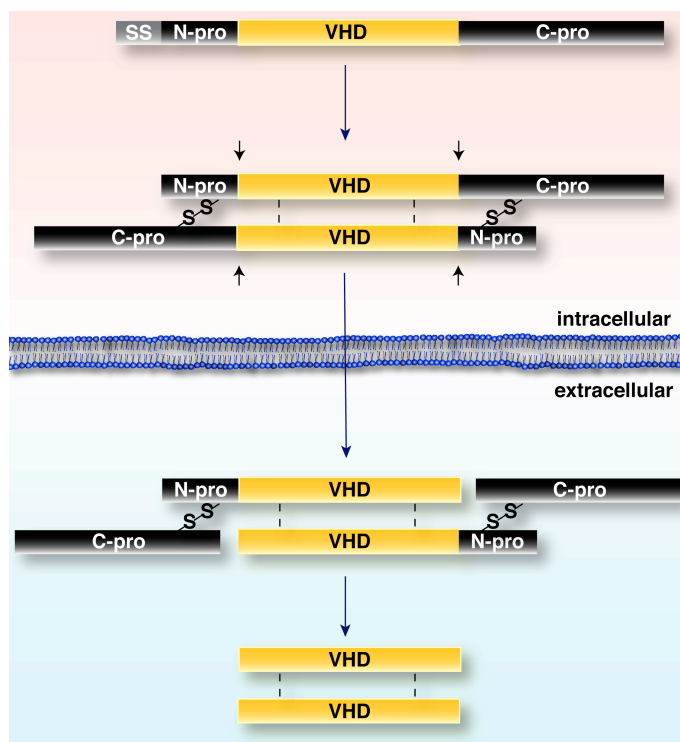 SS N-pro VHD C-pro
N-pro VHD C-pro
S S S S
C-pro VHD N-pro
intracellular
extracellular
N-pro VHD C-pro
S S S S
C-pro VHD N-pro
VHD
VHD